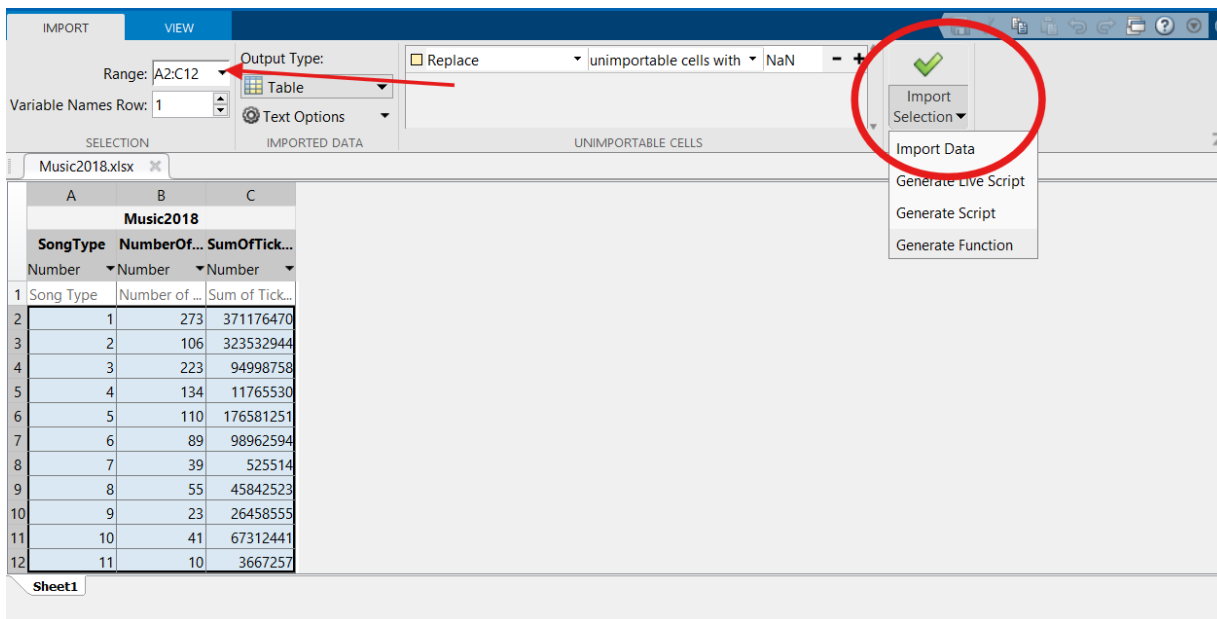 IMPORT VIEW
Range: A2:C12 Output Type: Replace unimportable cells with NaN - +
Table Import
Variable Names Row: 1 Text Options Selection
SELECTION IMPORTED DATA UNIMPORTABLE CELLS
Import Data
Generate Live Script
Generate Script
Generate Function
Music2018.xlsx
A B C
Music2018
SongType NumberOf... SumOfTick...
Number Number Number
1 Song Type Number of ... Sum of Tick...
2 1 273 371176470
3 2 106 323532944
4 3 223 94998758
5 4 134 11765530
6 5 110 176581251
7 6 89 98962594
8 7 39 525514
9 8 55 45842523
10 9 23 26458555
11 10 41 67312441
12 11 10 3667257
Sheet1